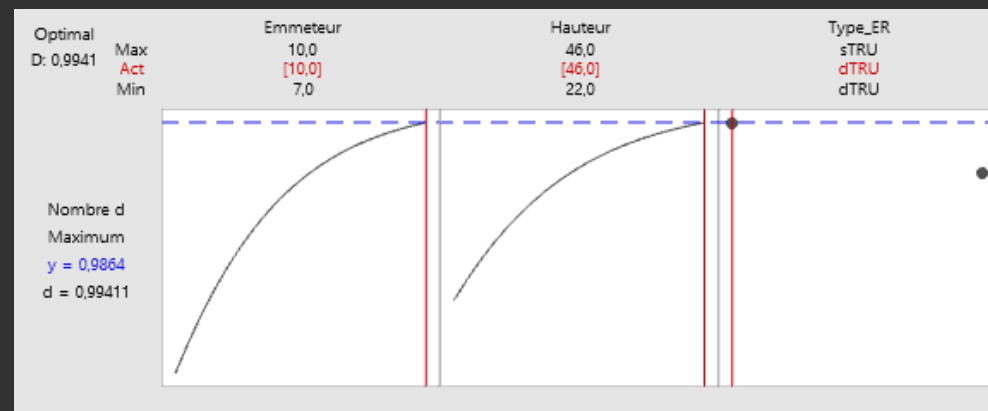 Optimal
D: 0,9941
Emmeteur Hauteur Type_ER
Max 10,0 46,0 sTRU
Act [10,0] [46,0] dTRU
Min 7,0 22,0 dTRU
Nombre d
Maximum
y = 0,9864
d = 0,99411